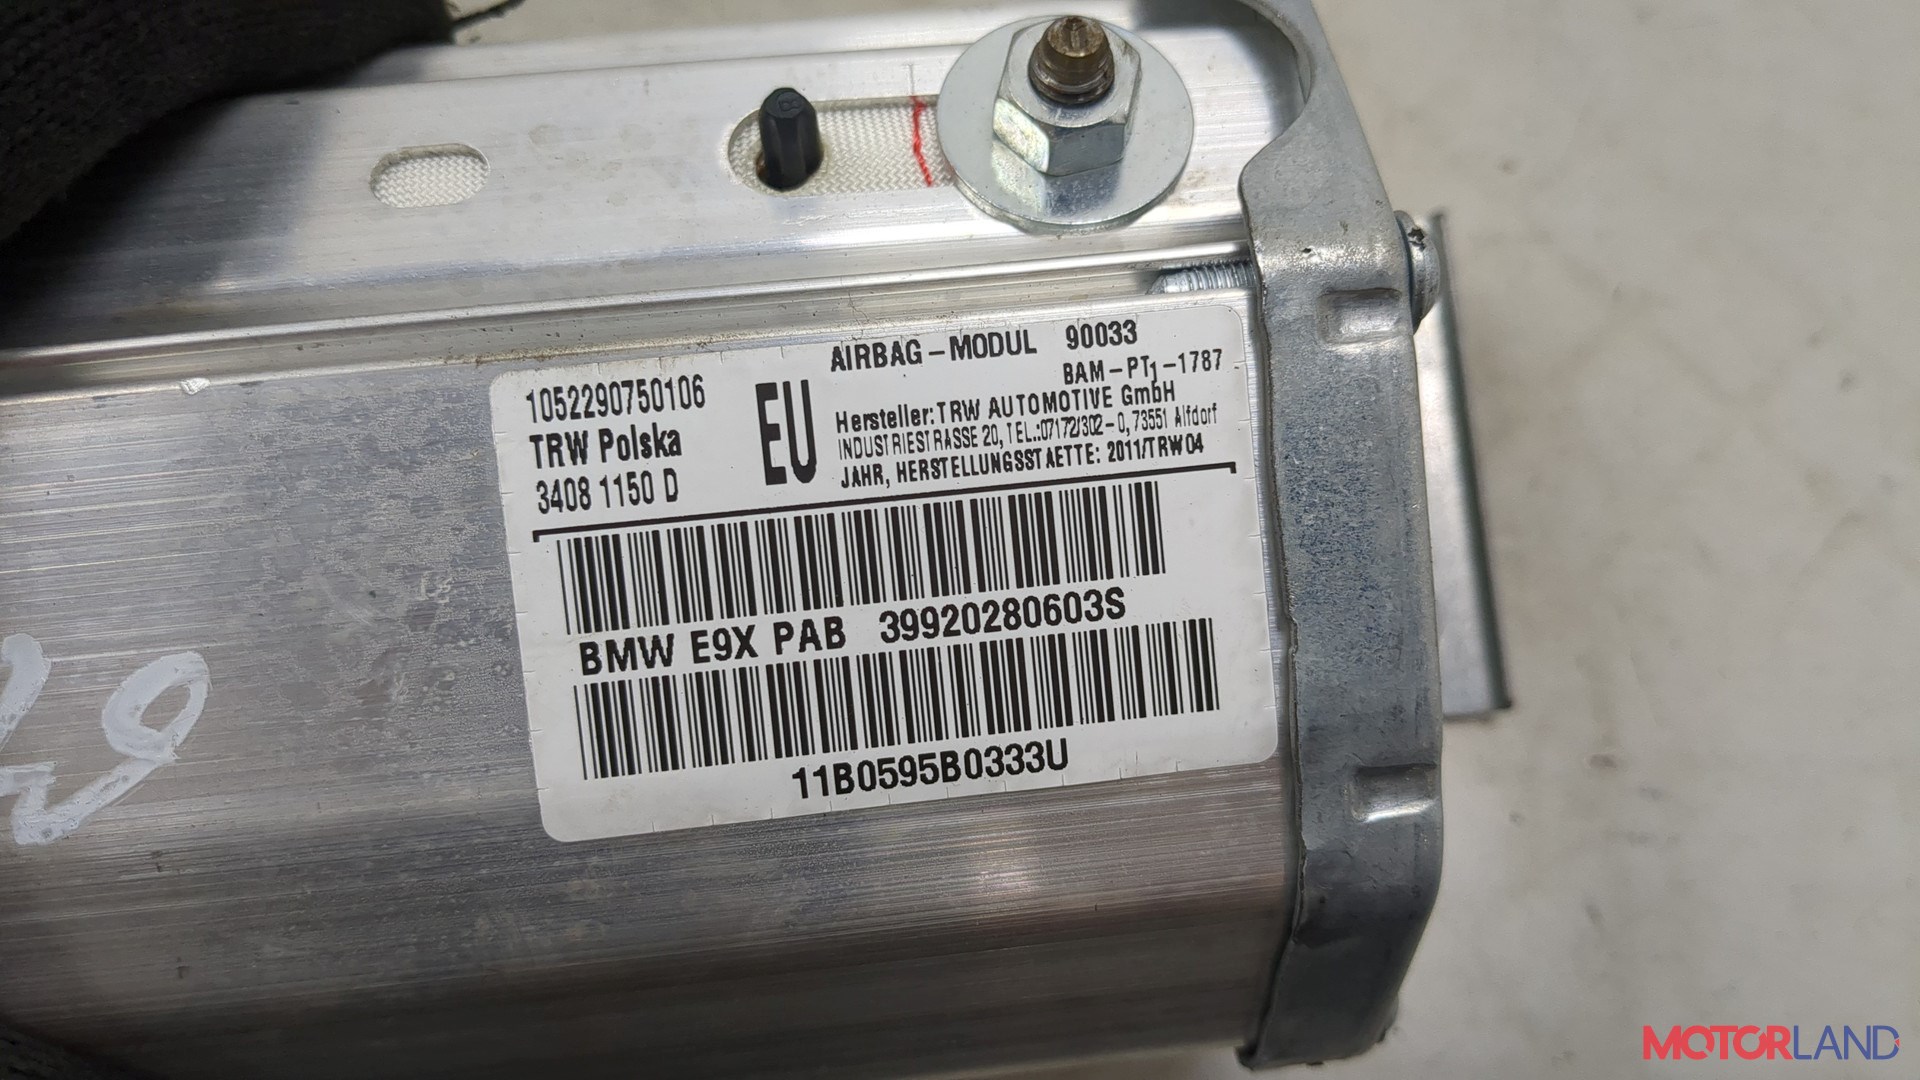 1052290750106
TRW Polska
3408 1150 D
EU
AIRBAG-MODUL 90033
BAM-PT1-1787
Hersteller: TRW AUTOMOTIVE GmbH
INDUSTRIESTRASSE 20, TEL.:07172/302-0, 73551 Alfdorf
JAHR, HERSTELLUNGSSTAETTE: 2011/TRW04
BMW E9X PAB 39920280603S
11B0595B0333U
MOTORLAND